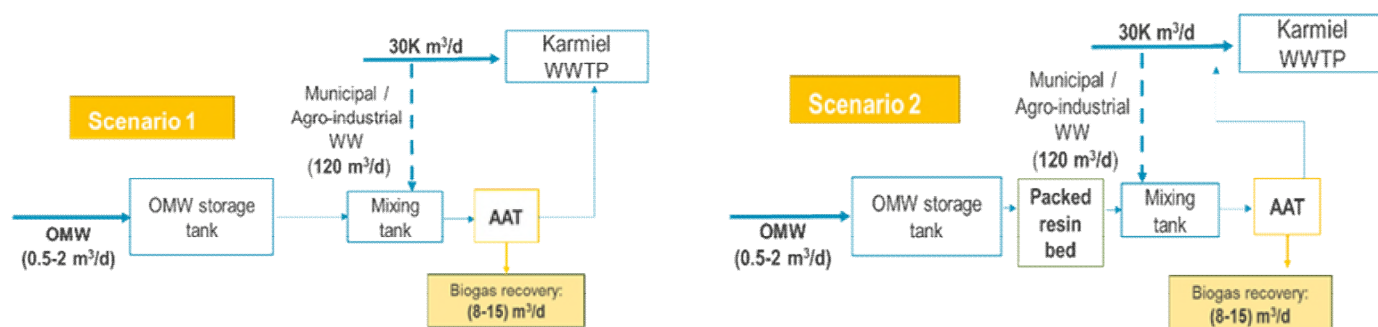 Scenario 1
30K m³/d
Karmiel
WWTP
Municipal /
Agro-industrial
WW
(120 m³/d)
OMW storage
tank
Mixing
tank
AAT
OMW
(0.5-2 m³/d)
Biogas recovery:
(8-15) m³/d
Scenario 2
30K m³/d
Karmiel
WWTP
Municipal /
Agro-industrial
WW
(120 m³/d)
OMW storage
tank
Packed
resin
bed
Mixing
tank
AAT
OMW
(0.5-2 m³/d)
Biogas recovery:
(8-15) m³/d